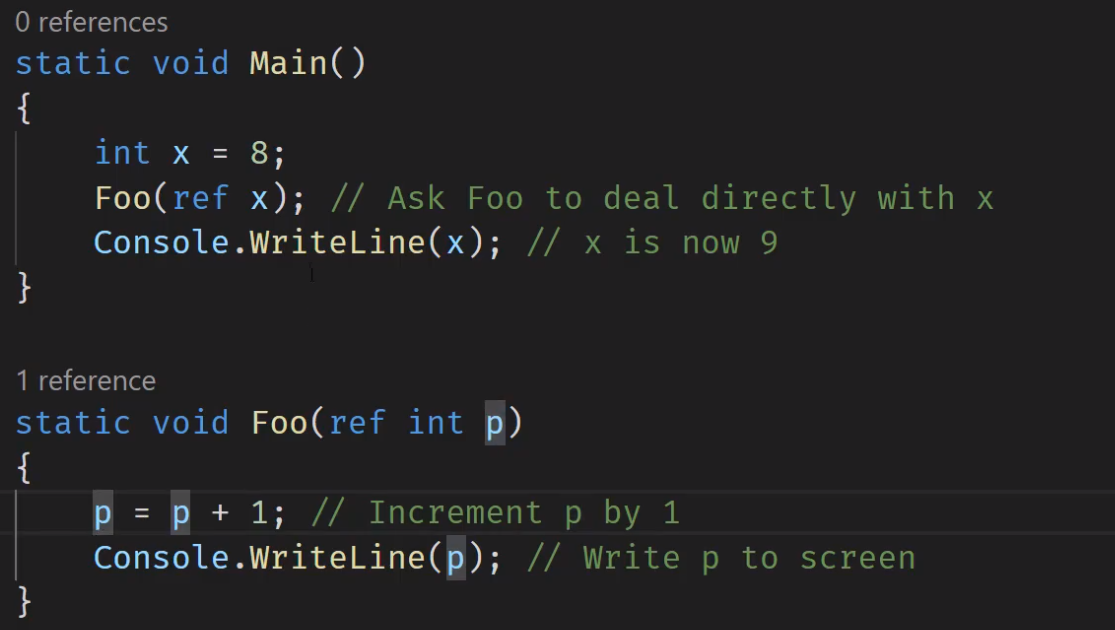 0 references
static void Main()
{
    int x = 8;
    Foo(ref x); // Ask Foo to deal directly with x
    Console.WriteLine(x); // x is now 9
}
1 reference
static void Foo(ref int p)
{
    p = p + 1; // Increment p by 1
    Console.WriteLine(p); // Write p to screen
}